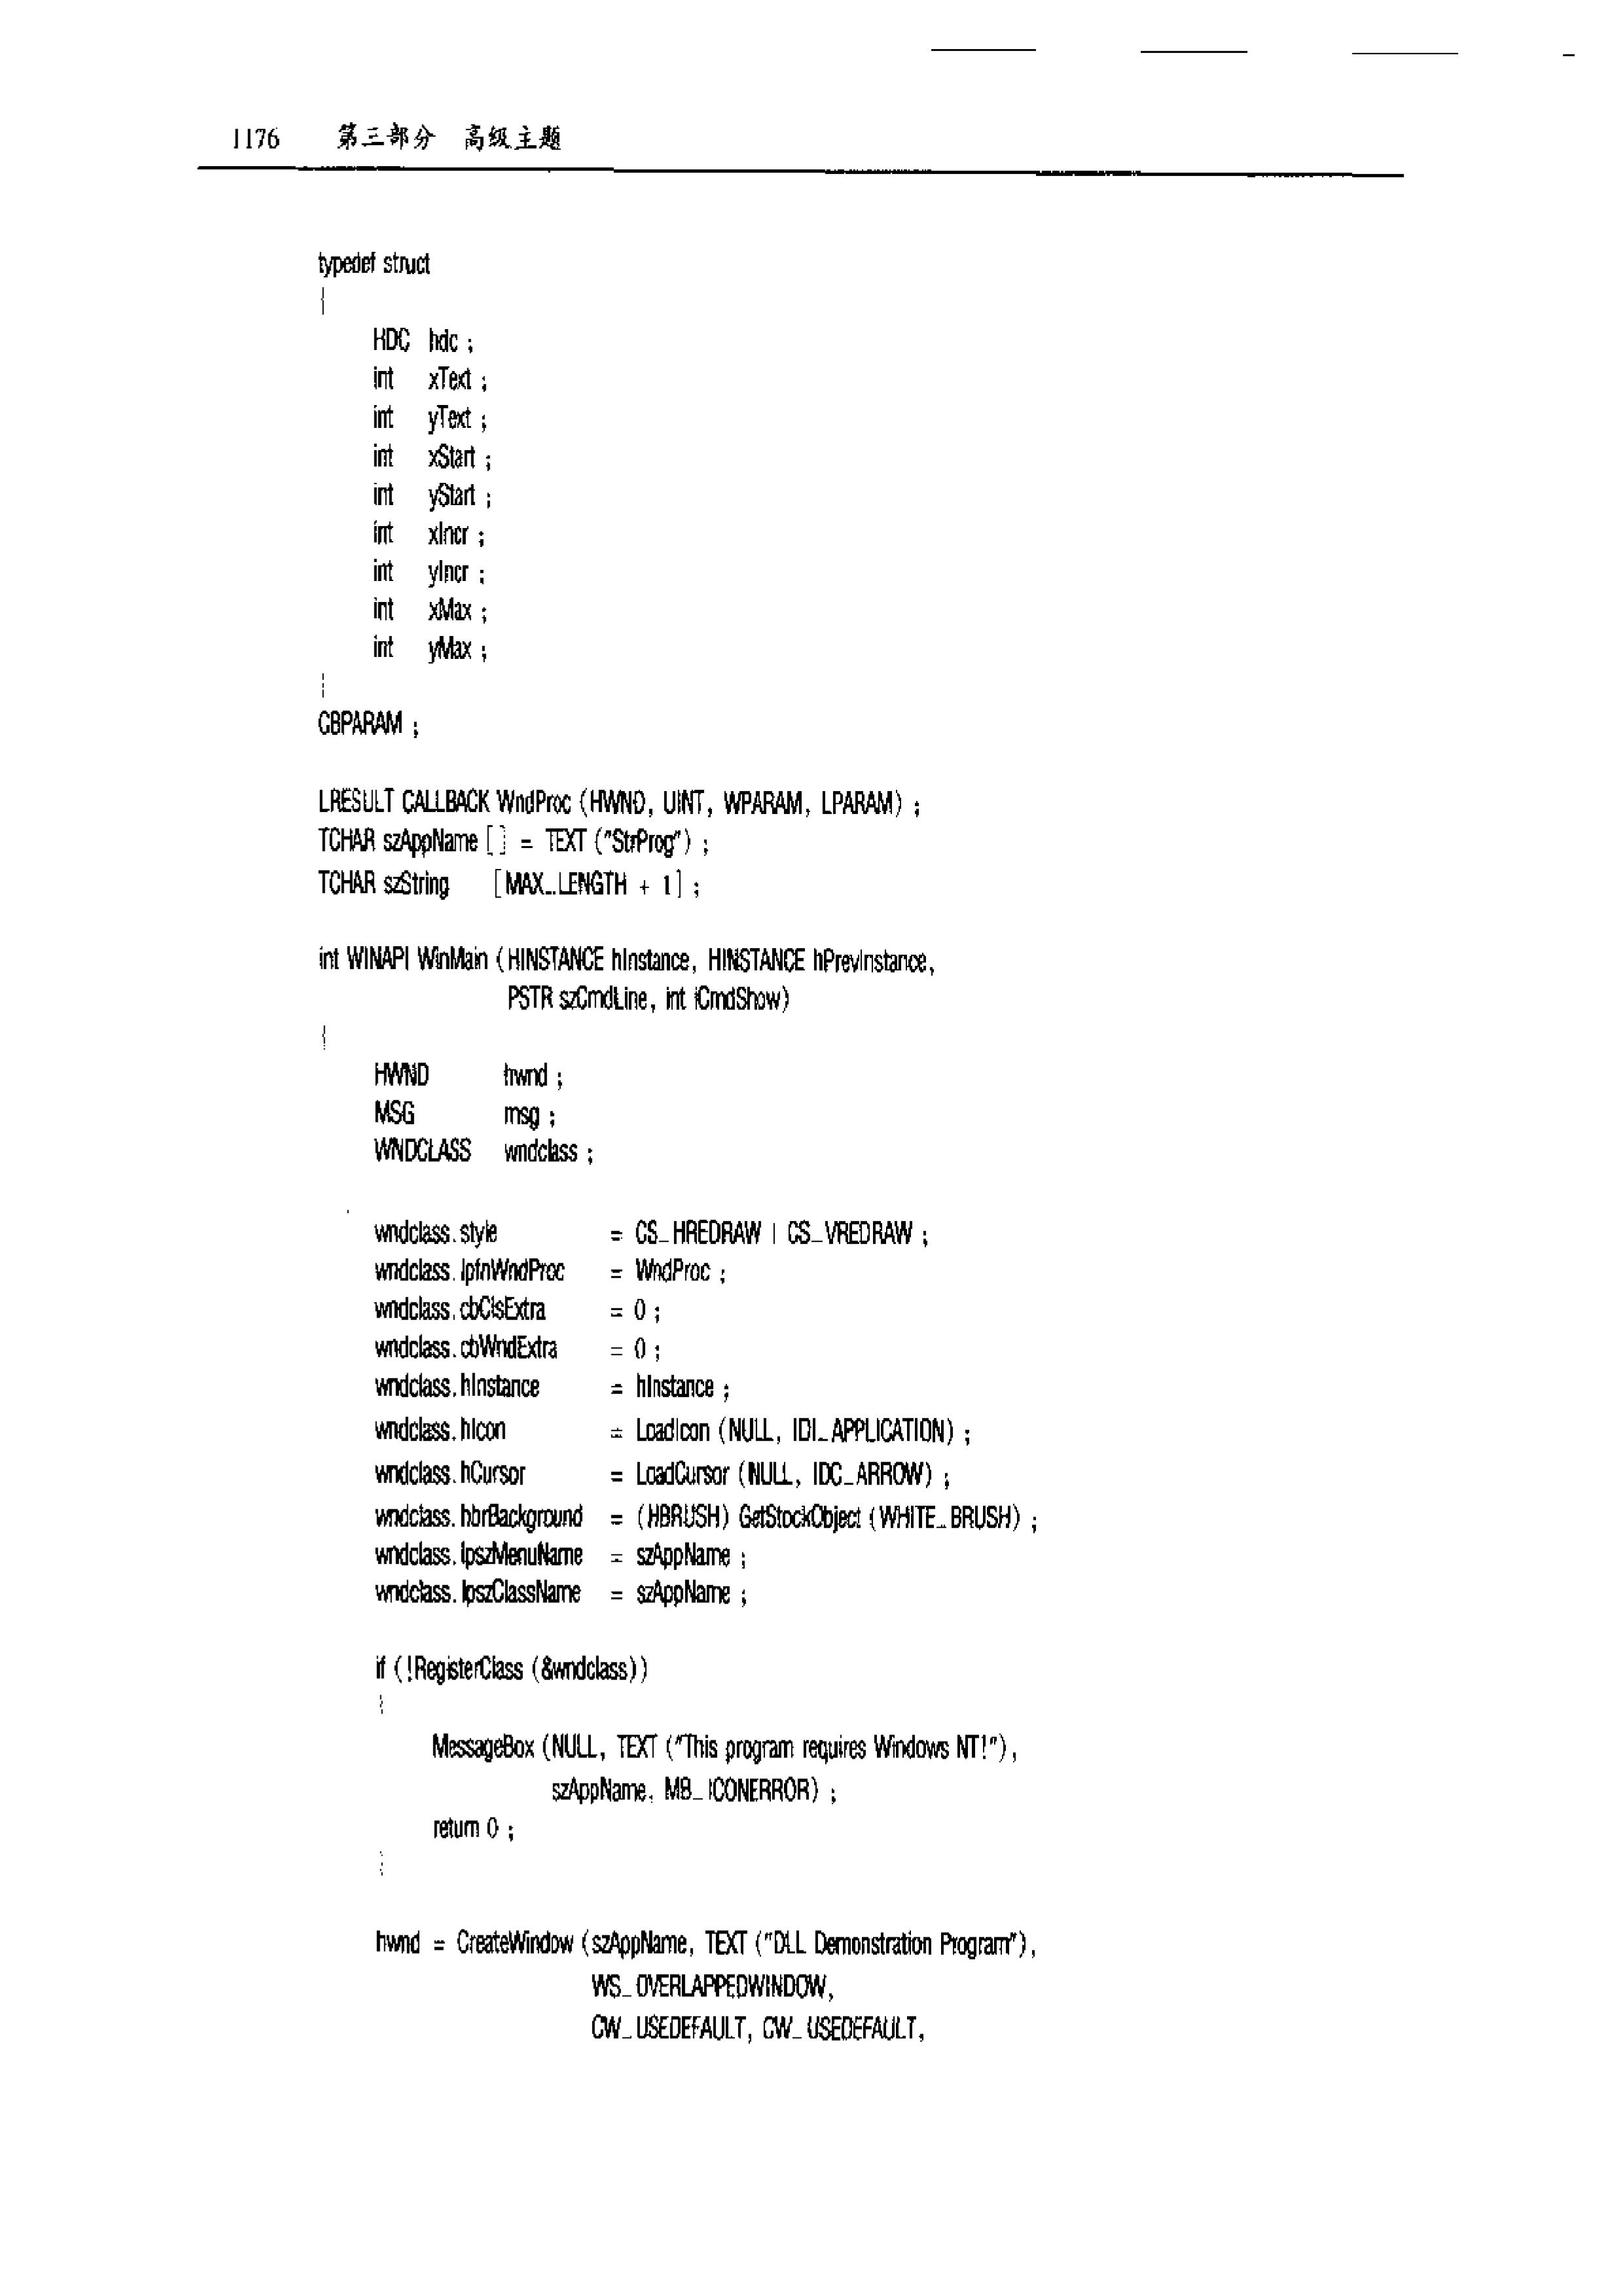 1176 第三部分 高级主题
typedef struct
{
HDC hdc ;
int xText ;
int yText ;
int xStart ;
int yStart ;
int xIncr ;
int yIncr ;
int xMax ;
int yMax ;
}
CBPARAM ;
LRESULT CALLBACK WndProc (HWND, UINT, WPARAM, LPARAM) ;
TCHAR szAppName [] = TEXT ("StrProg") ;
TCHAR szString [MAX_LENGTH + 1] ;
int WINAPI WinMain (HINSTANCE hInstance, HINSTANCE hPrevInstance,
PSTR szCmdLine, int iCmdShow)
{
HWND hwnd ;
MSG msg ;
WNDCLASS wndclass ;
wndclass.style = CS_HREDRAW | CS_VREDRAW ;
wndclass.lpfnWndProc = WndProc ;
wndclass.cbClsExtra = 0 ;
wndclass.cbWndExtra = 0 ;
wndclass.hInstance = hInstance ;
wndclass.hIcon = LoadIcon (NULL, IDI_APPLICATION) ;
wndclass.hCursor = LoadCursor (NULL, IDC_ARROW) ;
wndclass.hbrBackground = (HBRUSH) GetStockObject (WHITE_BRUSH) ;
wndclass.lpszMenuName = szAppName ;
wndclass.lpszClassName = szAppName ;
if (!RegisterClass (&wndclass))
{
MessageBox (NULL, TEXT ("This program requires Windows NT!"),
szAppName, MB_ICONERROR) ;
return 0 ;
}
hwnd = CreateWindow (szAppName, TEXT ("DLL Demonstration Program"),
WS_OVERLAPPEDWINDOW,
CW_USEDEFAULT, CW_USEDEFAULT,